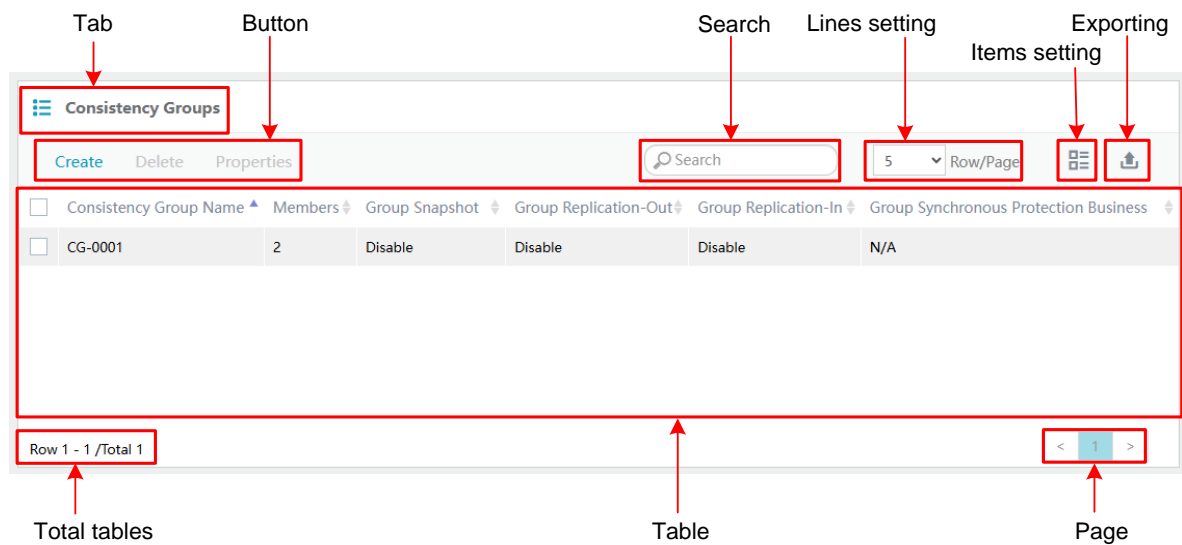 Tab
Button
Search
Lines setting
Exporting
Items setting
Consistency Groups
Create Delete Properties
Search
5 Row/Page
Consistency Group Name Members Group Snapshot Group Replication-Out Group Replication-In Group Synchronous Protection Business
CG-0001 2 Disable Disable Disable N/A
Row 1 - 1 /Total 1
< 1 >
Total tables
Table
Page